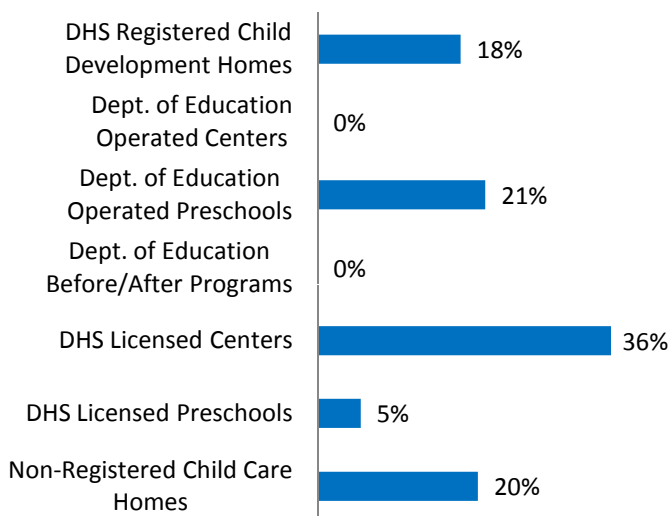 DHS Registered Child
Development Homes
18%
Dept. of Education
Operated Centers
0%
Dept. of Education
Operated Preschools
21%
Dept. of Education
Before/After Programs
0%
DHS Licensed Centers
36%
DHS Licensed Preschools
5%
Non-Registered Child Care
Homes
20%